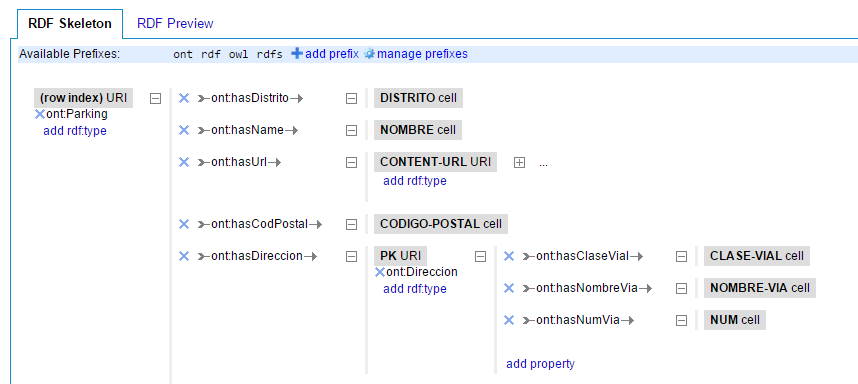 RDF Skeleton RDF Preview
Available Prefixes: ont rdf owl rdfs add prefix manage prefixes
(row index) URI ont:hasDistrito DISTRITO cell
ont:Parking
add rdf:type ont:hasName NOMBRE cell
ont:hasUrl CONTENT-URL URI ...
add rdf:type
ont:hasCodPostal CODIGO-POSTAL cell
ont:hasDireccion PK URI ont:hasClaseVial CLASE-VIAL cell
ont:Direccion
add rdf:type ont:hasNombreVia NOMBRE-VIA cell
ont:hasNumVia NUM cell
add property